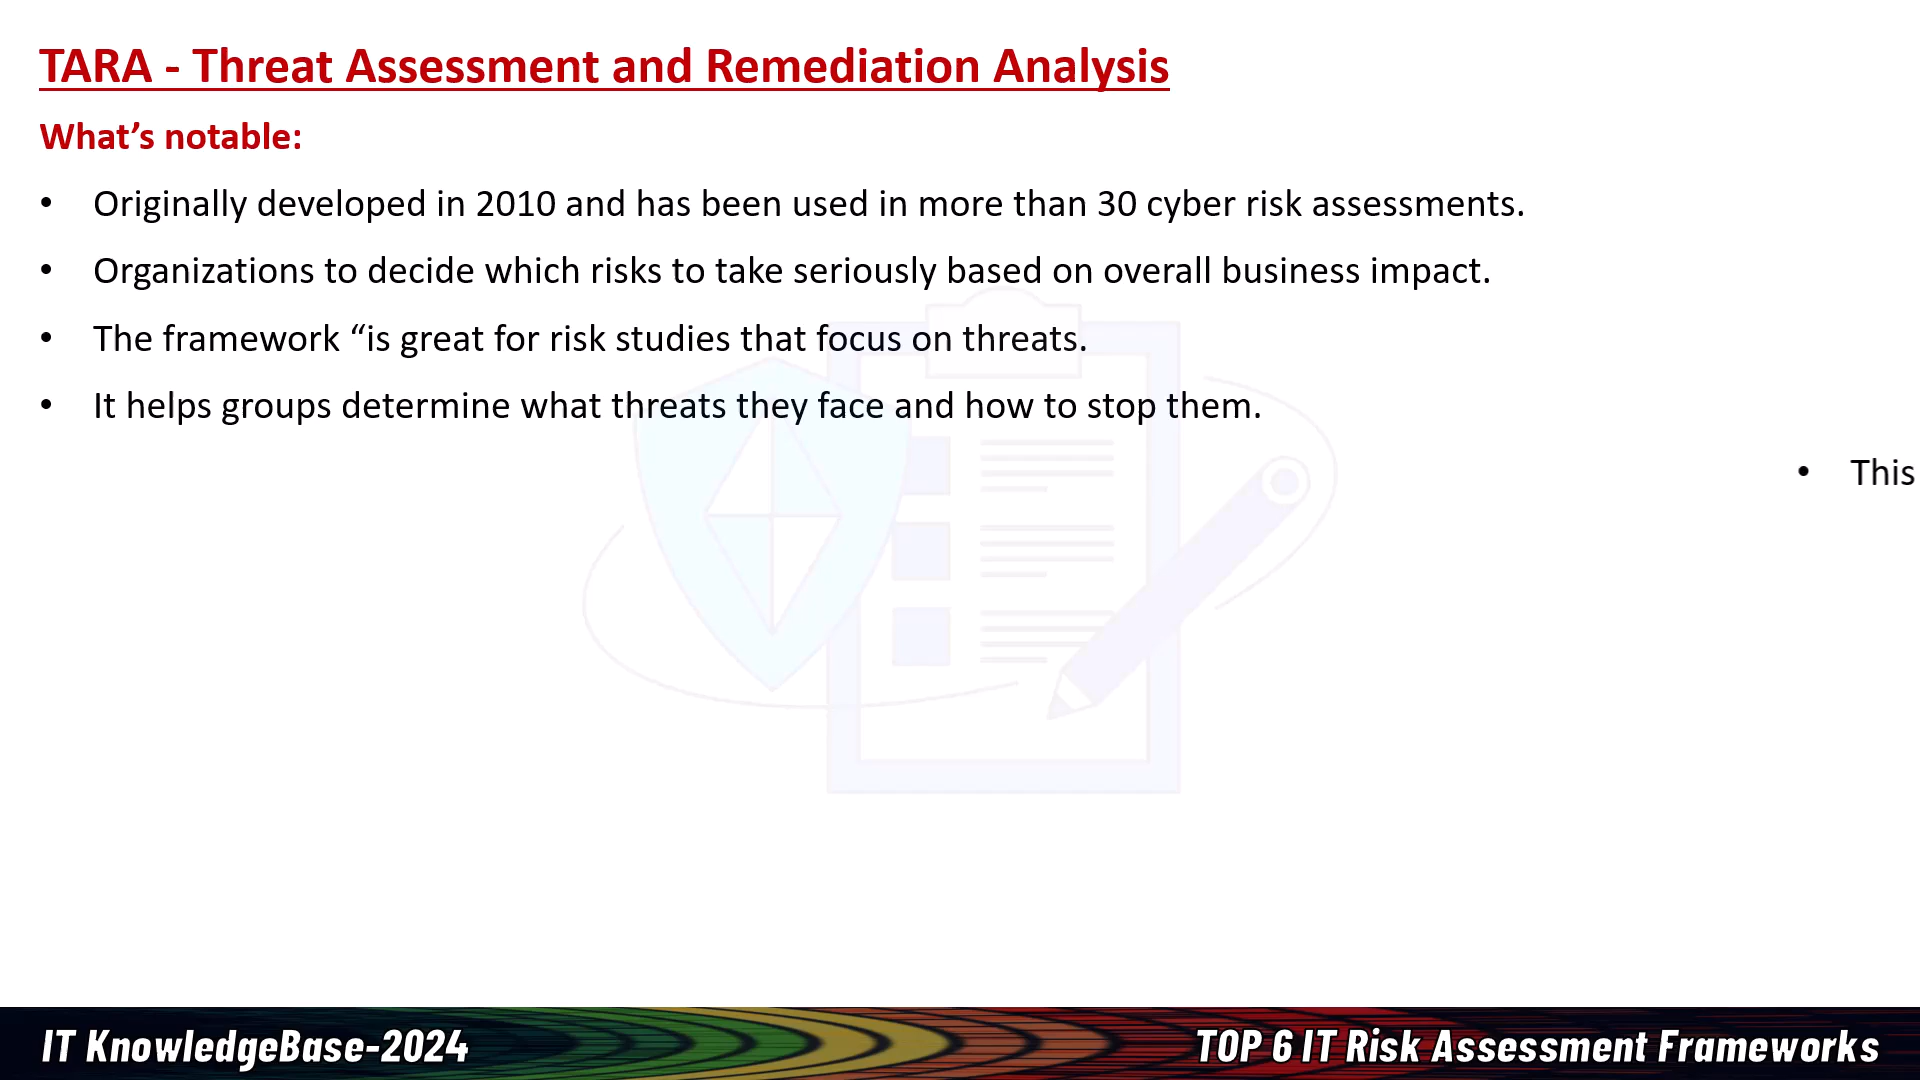 TARA - Threat Assessment and Remediation Analysis
What’s notable:
• Originally developed in 2010 and has been used in more than 30 cyber risk assessments.
• Organizations to decide which risks to take seriously based on overall business impact.
• The framework “is great for risk studies that focus on threats.
• It helps groups determine what threats they face and how to stop them.
• This
IT KnowledgeBase-2024
TOP 6 IT Risk Assessment Frameworks